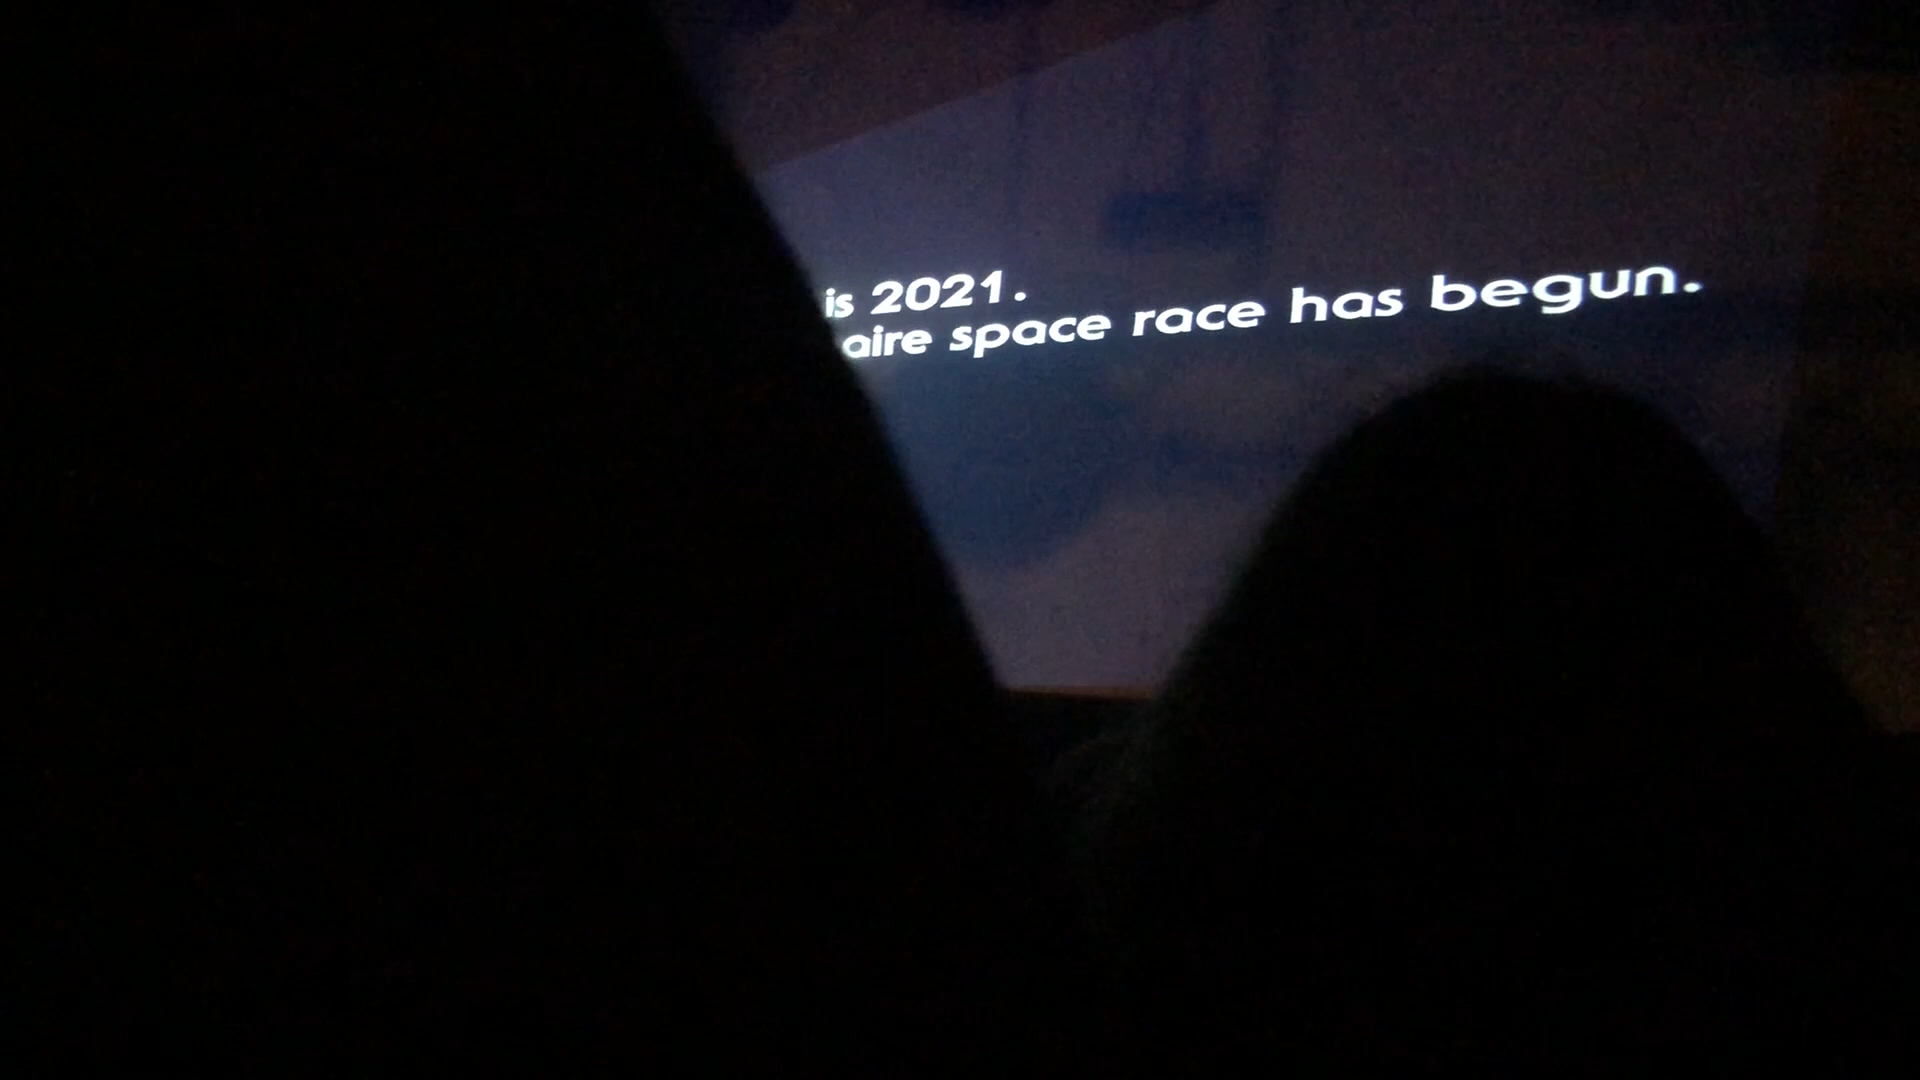 is 2021.
aire space race has begun.